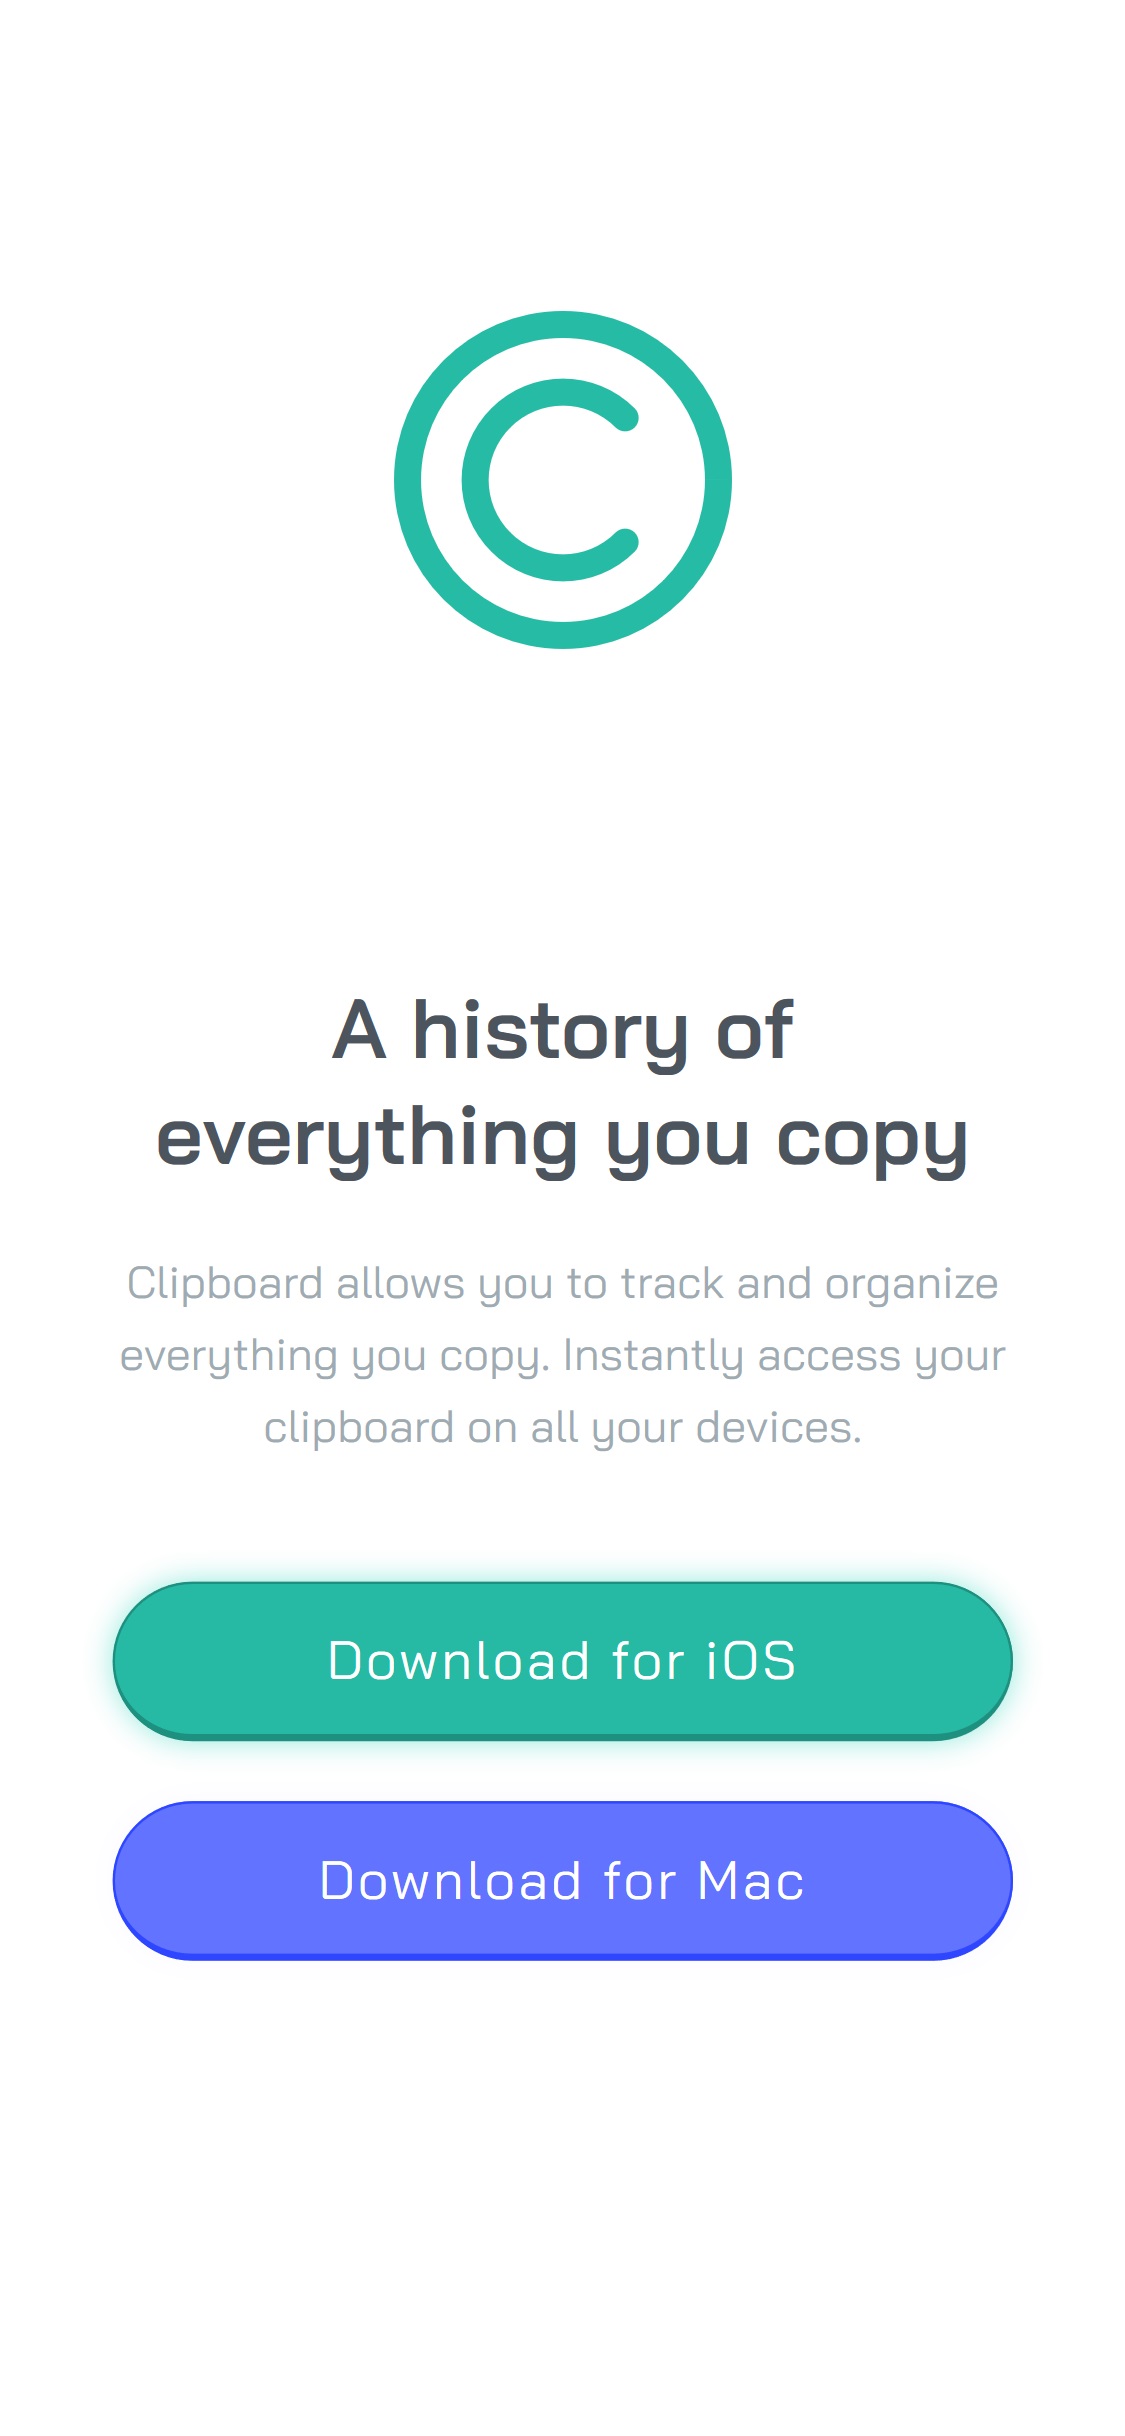 A history of
everything you copy
Clipboard allows you to track and organize
everything you copy. Instantly access your
clipboard on all your devices.
Download for iOS
Download for Mac